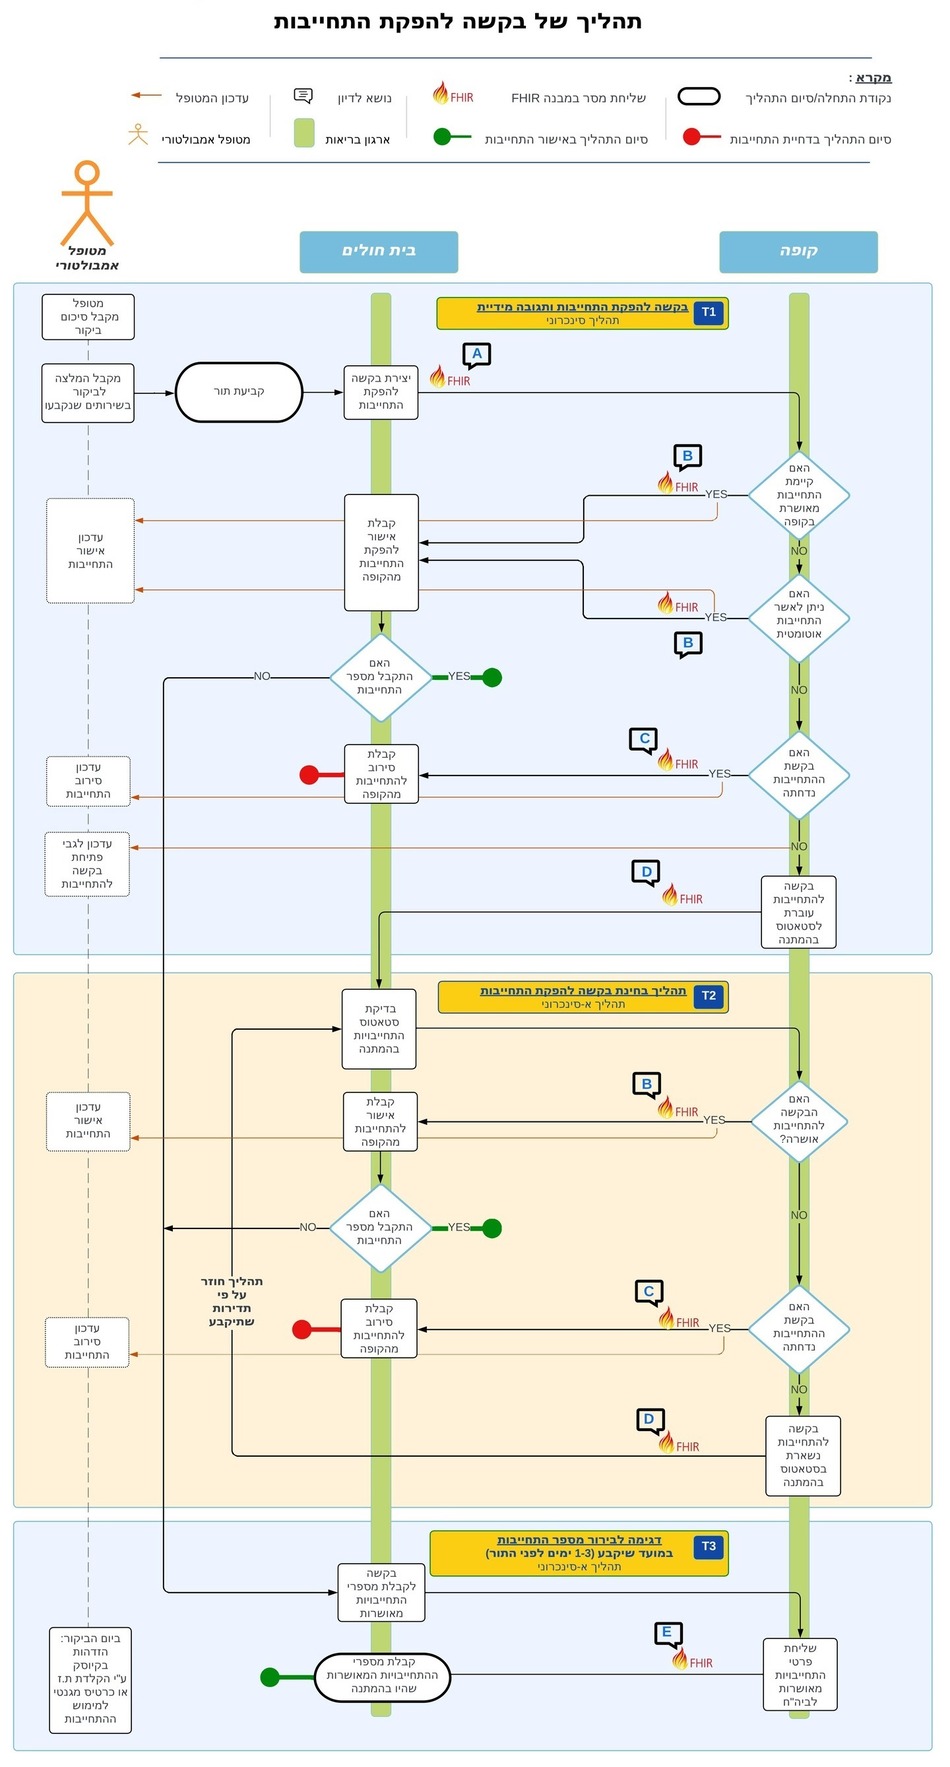 תהליך של בקשה להפקת התחייבות
מקרא :
נקודת התחלה/סיום התהליך
שליחת מסר במבנה FHIR
FHIR
נושא לדיון
עדכון המטופל
סיום התהליך בדחיית התחייבות
סיום התהליך באישור התחייבות
ארגון בריאות
מטופל אמבולטורי
מטופל
אמבולטורי
בית חולים
קופה
T1
בקשה להפקת התחייבות ותגובה מידיית
תהליך סינכרוני
מטופל
מקבל סיכום
ביקור
מקבל המלצה
לביקור
בשירותים שנקבעו
קביעת תור
יצירת בקשה
להפקת
התחייבות
A
FHIR
האם
קיימת
התחייבות
מאושרת
בקופה
B
FHIR
YES
NO
קבלת
אישור
להפקת
התחייבות
מהקופה
עדכון
אישור
התחייבות
האם
ניתן לאשר
התחייבות
אוטומטית
FHIR
YES
B
NO
האם
התקבל מספר
התחייבות
YES
NO
האם
בקשת
ההתחייבות
נדחתה
C
FHIR
YES
NO
קבלת
סירוב
להתחייבות
מהקופה
עדכון
סירוב
התחייבות
עדכון לגבי
פתיחת
בקשה
להתחייבות
D
FHIR
בקשה
להתחייבות
עוברת
לסטאטוס
בהמתנה
T2
תהליך בחינת בקשה להפקת התחייבות
תהליך א-סינכרוני
בדיקת
סטאטוס
התחייבויות
בהמתנה
האם
הבקשה
להתחייבות
אושרה?
B
FHIR
YES
NO
קבלת
אישור
להתחייבות
מהקופה
עדכון
אישור
התחייבות
האם
התקבל מספר
התחייבות
YES
NO
תהליך חוזר
על פי
תדירות
שתיקבע
האם
בקשת
ההתחייבות
נדחתה
C
FHIR
YES
NO
קבלת
סירוב
להתחייבות
מהקופה
עדכון
סירוב
התחייבות
D
FHIR
בקשה
להתחייבות
נשארת
בסטאטוס
בהמתנה
T3
דגימה לבירור מספר התחייבות
במועד שיקבע (1-3 ימים לפני התור)
תהליך א-סינכרוני
בקשה
לקבלת מספרי
התחייבויות
מאושרות
E
FHIR
שליחת
פרטי
התחייבויות
מאושרות
לביה"ח
קבלת מספרי
ההתחייבויות המאושרות
שהיו בהמתנה
ביום הביקור:
הזדהות
בקיוסק
ע"י הקלדת ת.ז
או כרטיס מגנטי
למימוש
ההתחייבות